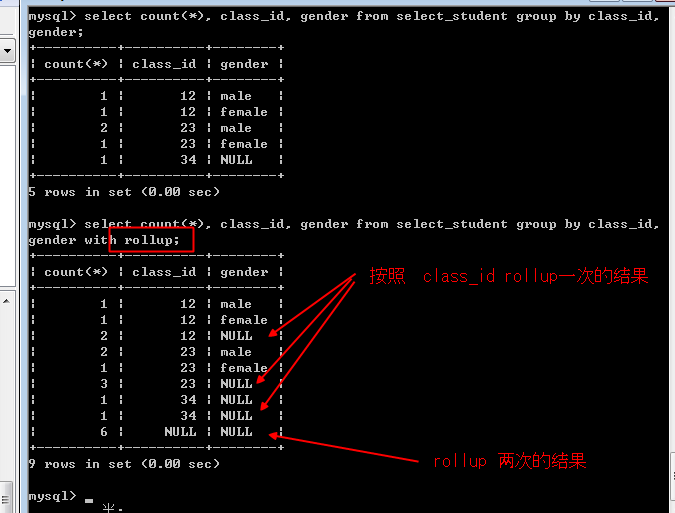 mysql> select count(*), class_id, gender from select_student group by class_id,
gender;
+----------+----------+--------+
¦ count(*) ¦ class_id ¦ gender ¦
+----------+----------+--------+
¦        1 ¦       12 ¦ male   ¦
¦        1 ¦       12 ¦ female ¦
¦        2 ¦       23 ¦ male   ¦
¦        1 ¦       23 ¦ female ¦
¦        1 ¦       34 ¦ NULL   ¦
+----------+----------+--------+
5 rows in set (0.00 sec)
mysql> select count(*), class_id, gender from select_student group by class_id,
gender with rollup;
+----------+----------+--------+
¦ count(*) ¦ class_id ¦ gender ¦
+----------+----------+--------+
¦        1 ¦       12 ¦ male   ¦
¦        1 ¦       12 ¦ female ¦
¦        2 ¦       12 ¦ NULL   ¦
¦        2 ¦       23 ¦ male   ¦
¦        1 ¦       23 ¦ female ¦
¦        3 ¦       23 ¦ NULL   ¦
¦        1 ¦       34 ¦ NULL   ¦
¦        1 ¦       34 ¦ NULL   ¦
¦        6 ¦     NULL ¦ NULL   ¦
+----------+----------+--------+
按照 class_id rollup一次的结果
rollup 两次的结果
9 rows in set (0.00 sec)
mysql> _
半.